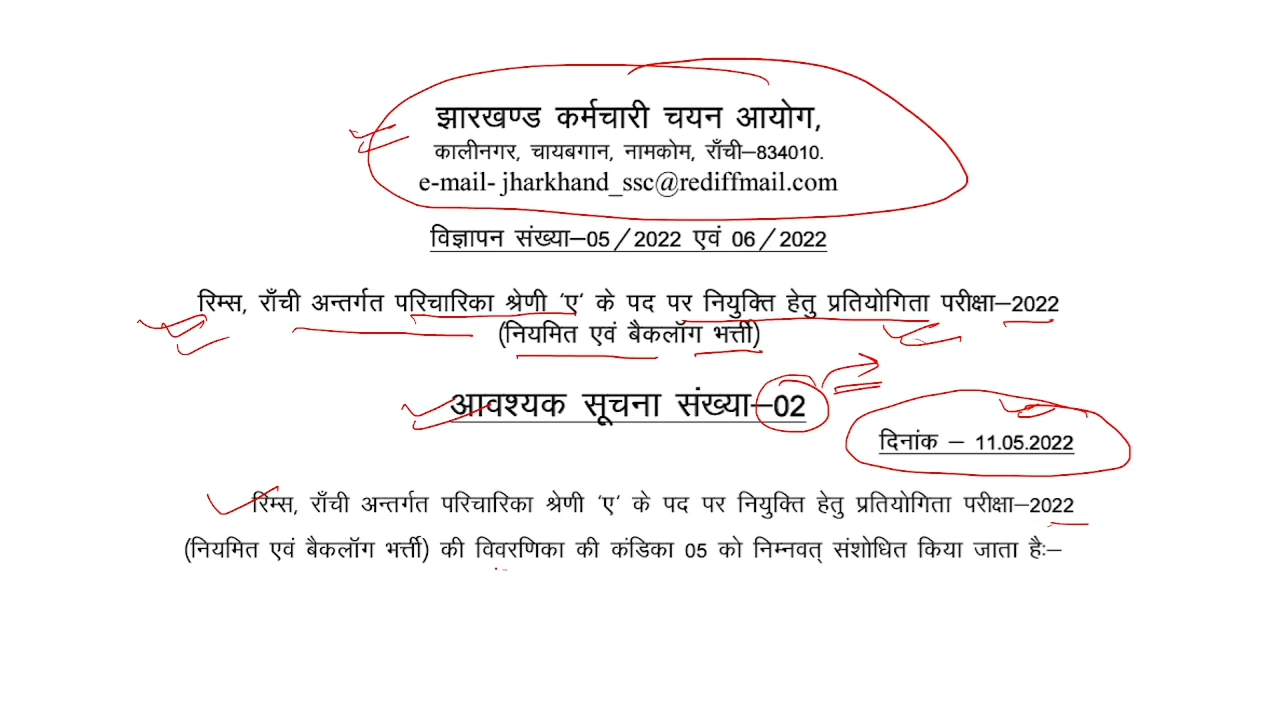 झारखण्ड कर्मचारी चयन आयोग,
कालीनगर, चायबगान, नामकोम, राँची–834010.
e-mail- jharkhand_ssc@rediffmail.com
विज्ञापन संख्या–05/2022 एवं 06/2022
रिम्स, राँची अन्तर्गत परिचारिका श्रेणी ‘ए‘ के पद पर नियुक्ति हेतु प्रतियोगिता परीक्षा–2022
(नियमित एवं बैकलॉग भर्त्ती)
आवश्यक सूचना संख्या–02
दिनांक – 11.05.2022
रिम्स, राँची अन्तर्गत परिचारिका श्रेणी ‘ए‘ के पद पर नियुक्ति हेतु प्रतियोगिता परीक्षा–2022
(नियमित एवं बैकलॉग भर्त्ती) की विवरणिका की कंडिका 05 को निम्नवत् संशोधित किया जाता हैः–